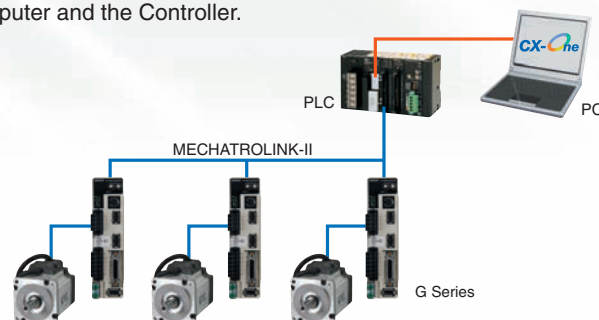 puter and the Controller.
CX-One
PLC
PC
MECHATROLINK-II
G Series